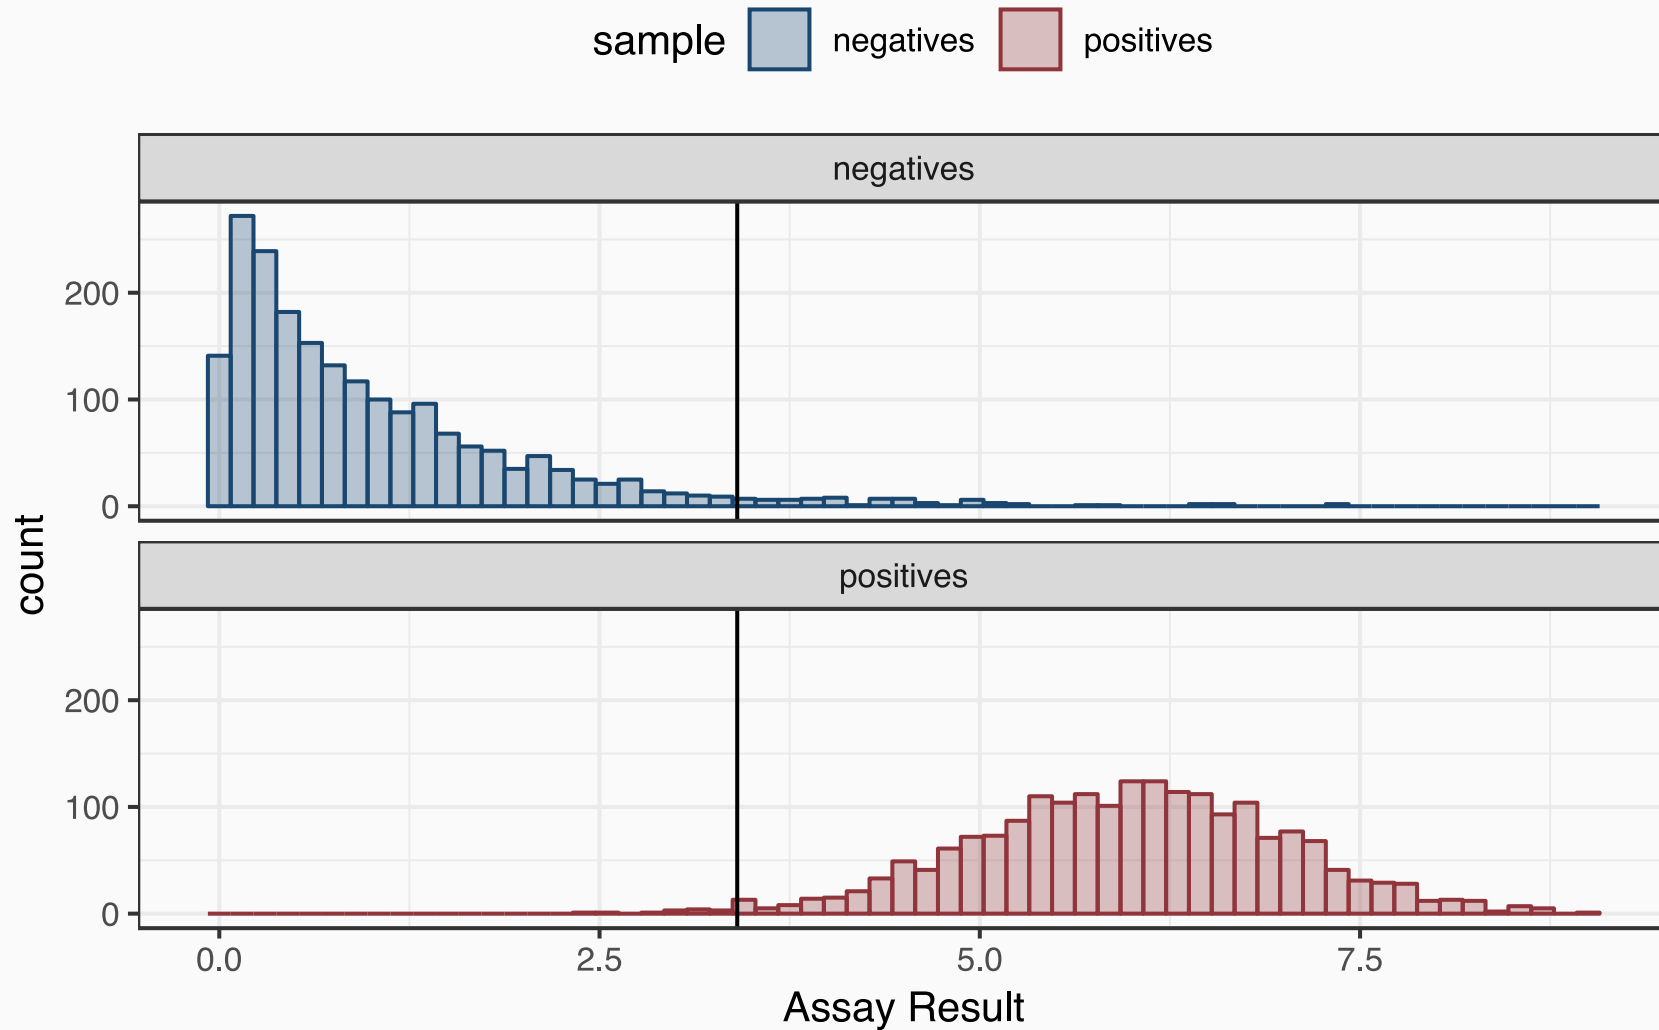 sample negatives positives
negatives
200
100
0
count
positives
200
100
0
0.0 2.5 5.0 7.5
Assay Result